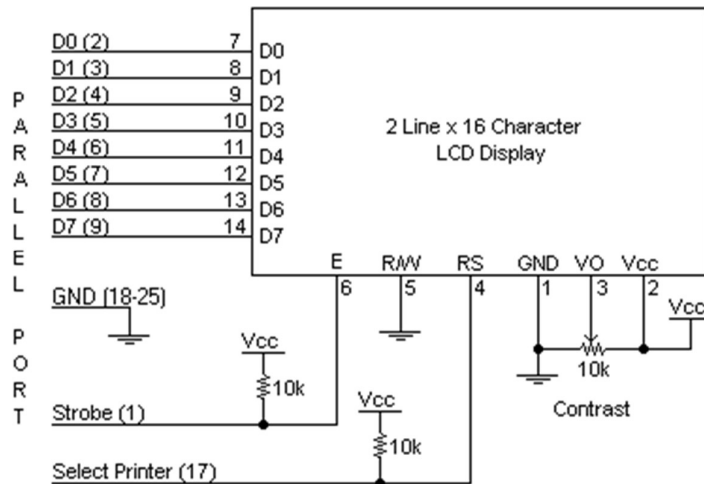 PARALLEL PORT
D0 (2) 7 D0
D1 (3) 8 D1
D2 (4) 9 D2
D3 (5) 10 D3
D4 (6) 11 D4
D5 (7) 12 D5
D6 (8) 13 D6
D7 (9) 14 D7
2 Line x 16 Character
LCD Display
E R/W RS GND VO Vcc
6 5 4 1 3 2
GND (18-25)
Vcc
Vcc
10k
10k
Contrast
Strobe (1)
Vcc
10k
Select Printer (17)